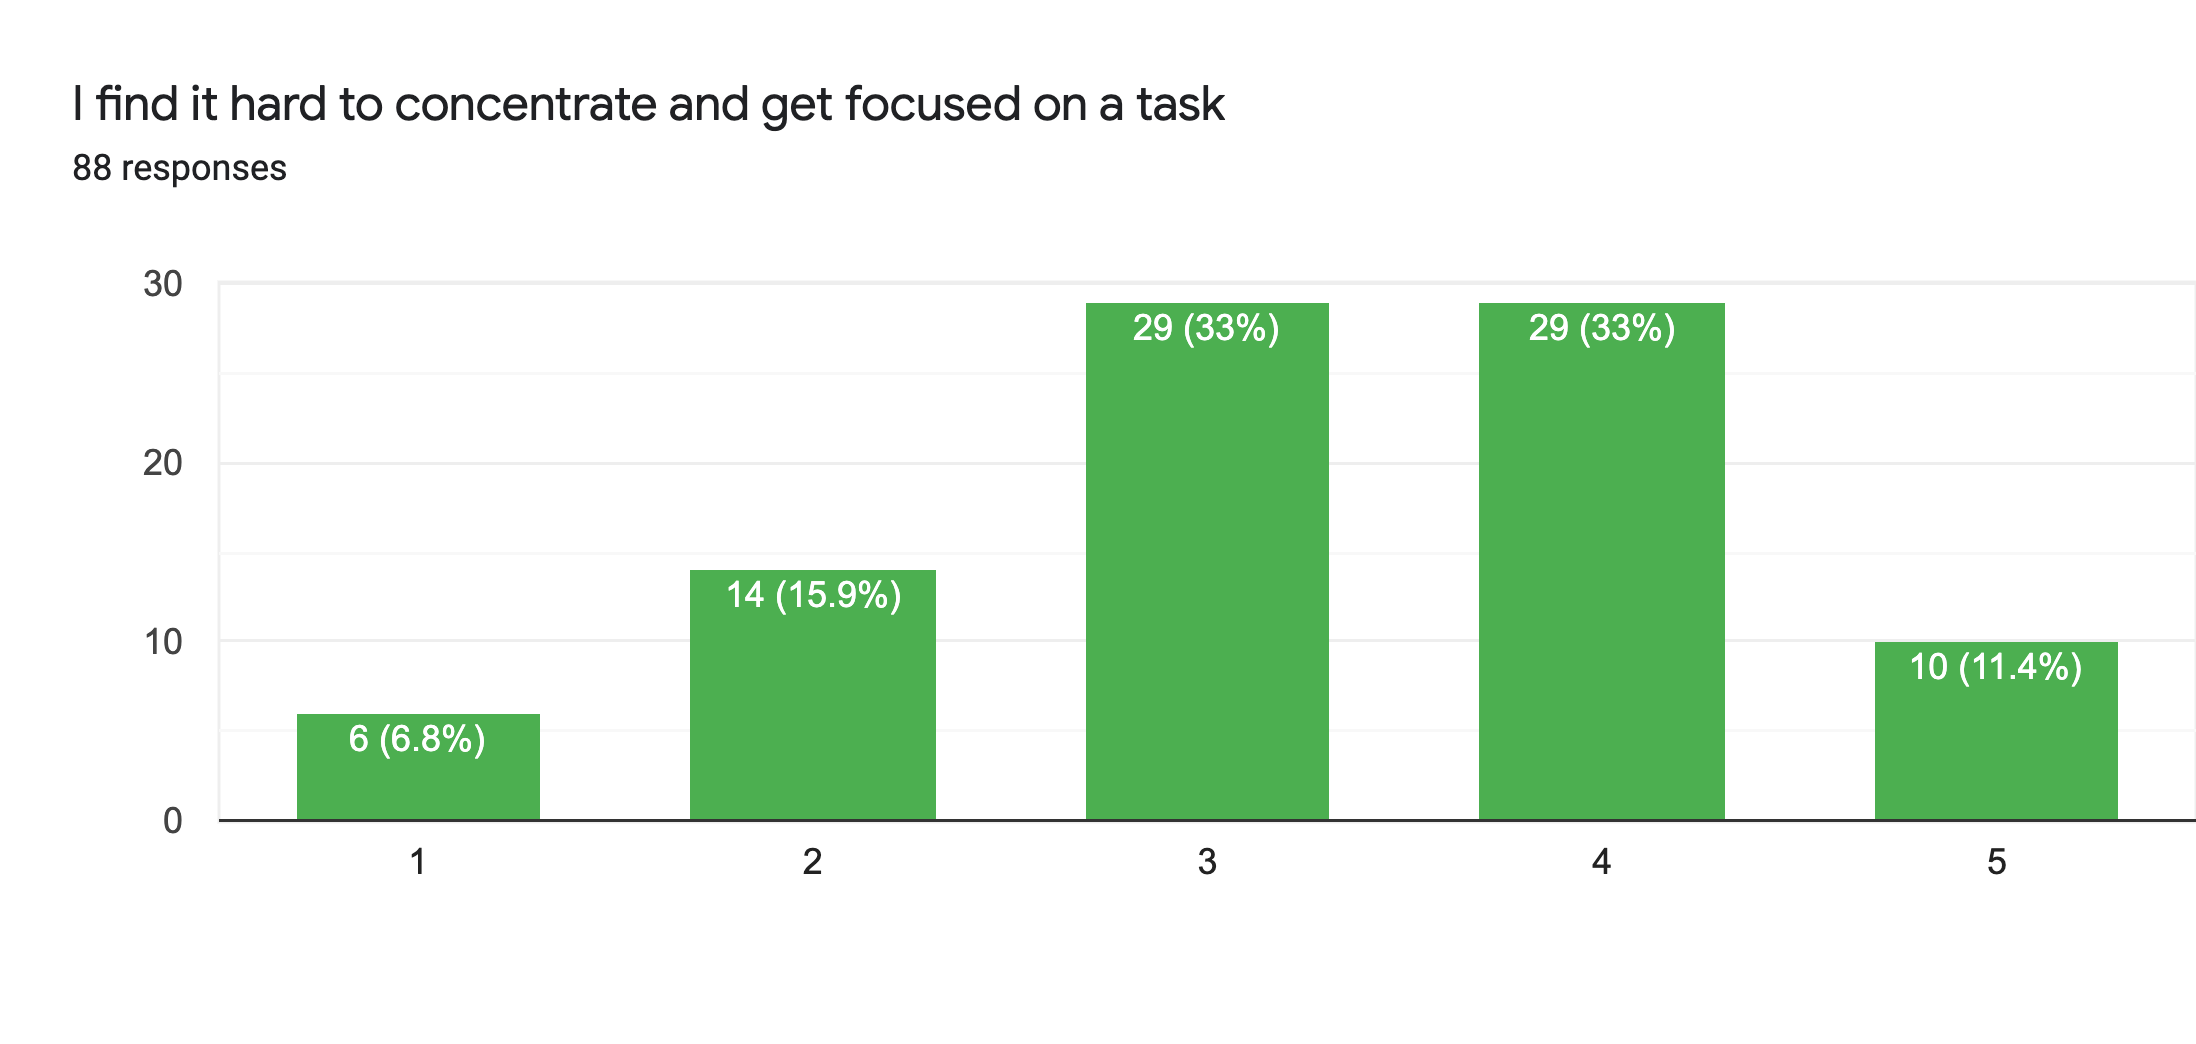 I find it hard to concentrate and get focused on a task
88 responses
30
29 (33%) 29 (33%)
20
14 (15.9%)
10
10 (11.4%)
6 (6.8%)
0
1 2 3 4 5